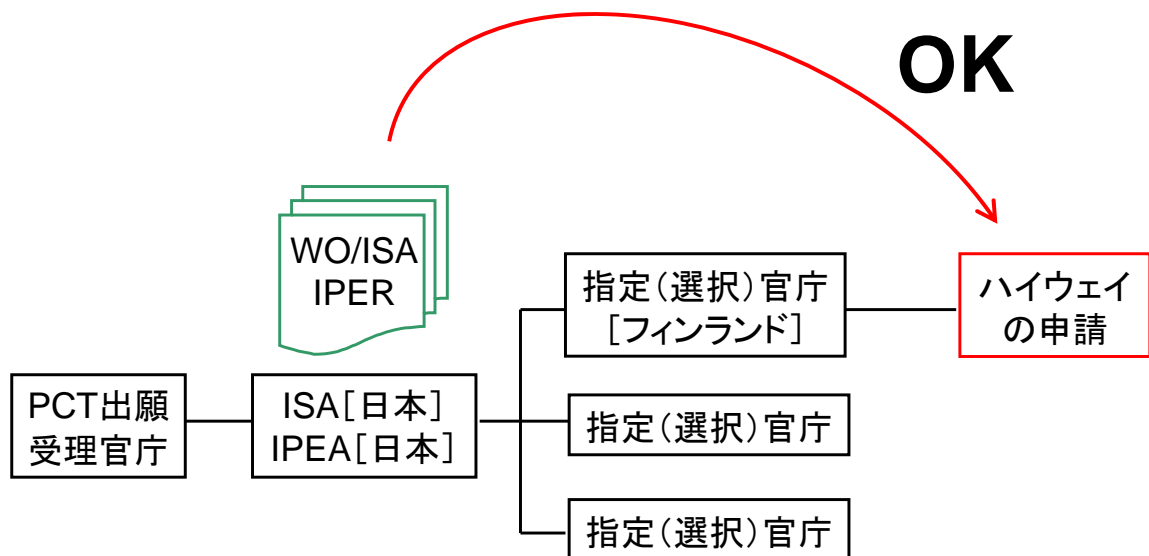 OK
WO/ISA
IPER
指定(選択)官庁
[フィンランド]
ハイウェイ
の申請
PCT出願
受理官庁
ISA[日本]
IPEA[日本]
指定(選択)官庁
指定(選択)官庁